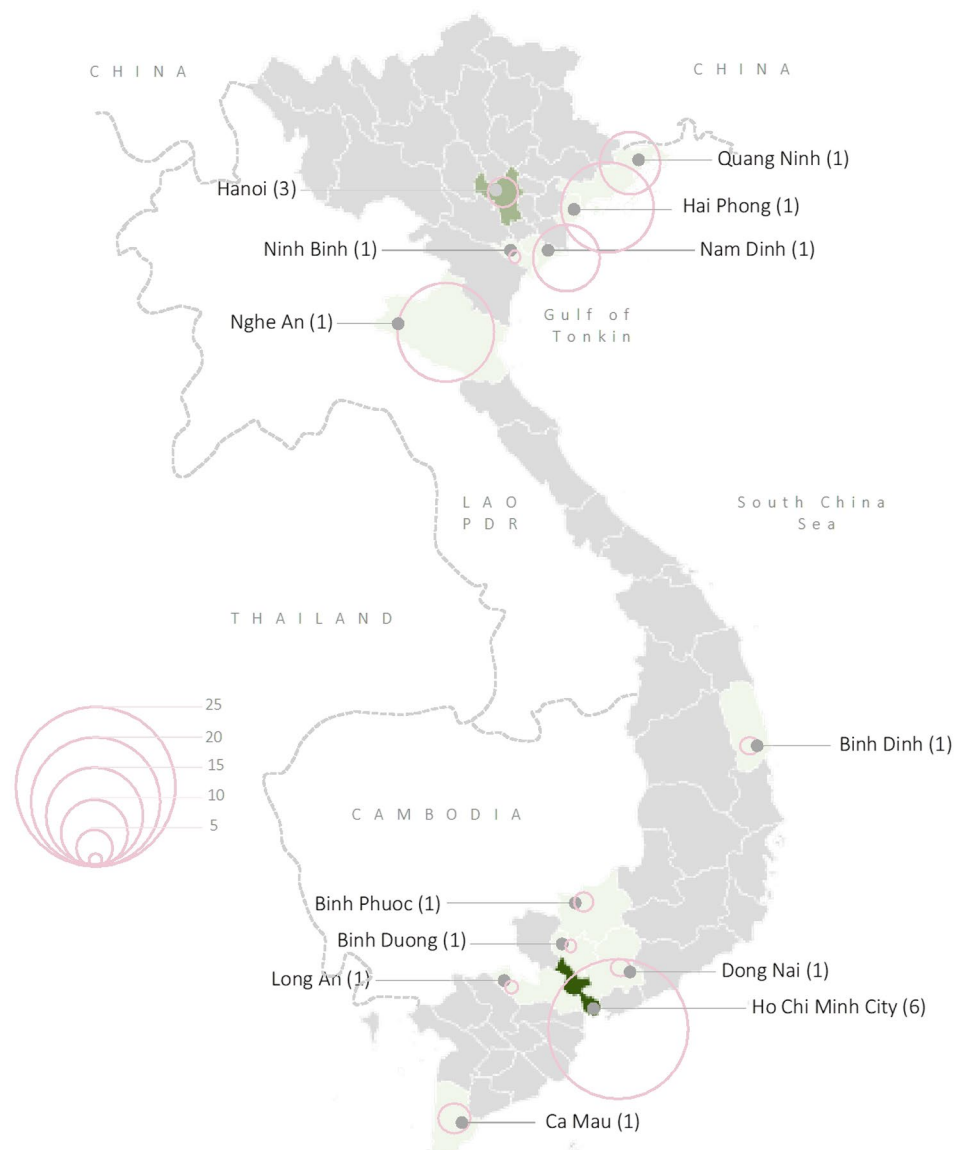 CHINA
CHINA
Quang Ninh (1)
Hanoi (3)
Hai Phong (1)
Ninh Binh (1)
Nam Dinh (1)
Nghe An (1)
Gulf of
Tonkin
LAO
PDR
South China
Sea
THAILAND
25
20
15
10
5
Binh Dinh (1)
CAMBODIA
Binh Phuoc (1)
Binh Duong (1)
Long An (1)
Dong Nai (1)
Ho Chi Minh City (6)
Ca Mau (1)